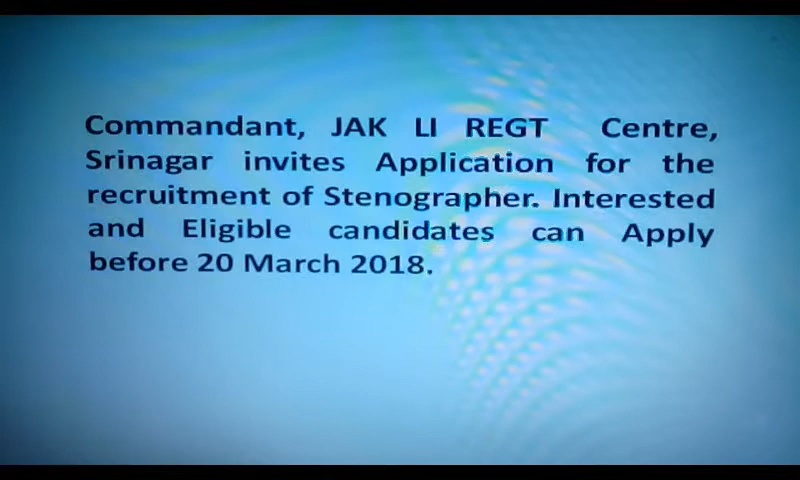 Commandant, JAK LI REGT Centre,
Srinagar invites Application for the
recruitment of Stenographer. Interested
and Eligible candidates can Apply
before 20 March 2018.